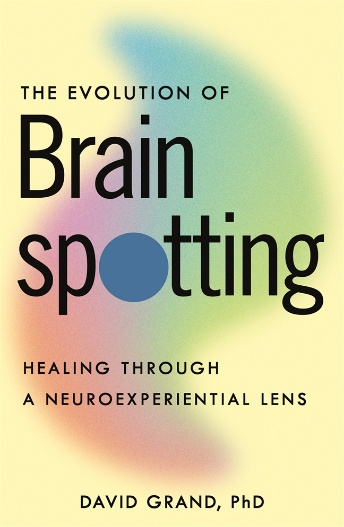 THE EVOLUTION OF
Brain
spotting
HEALING THROUGH
A NEUROEXPERIENTIAL LENS
DAVID GRAND, PhD